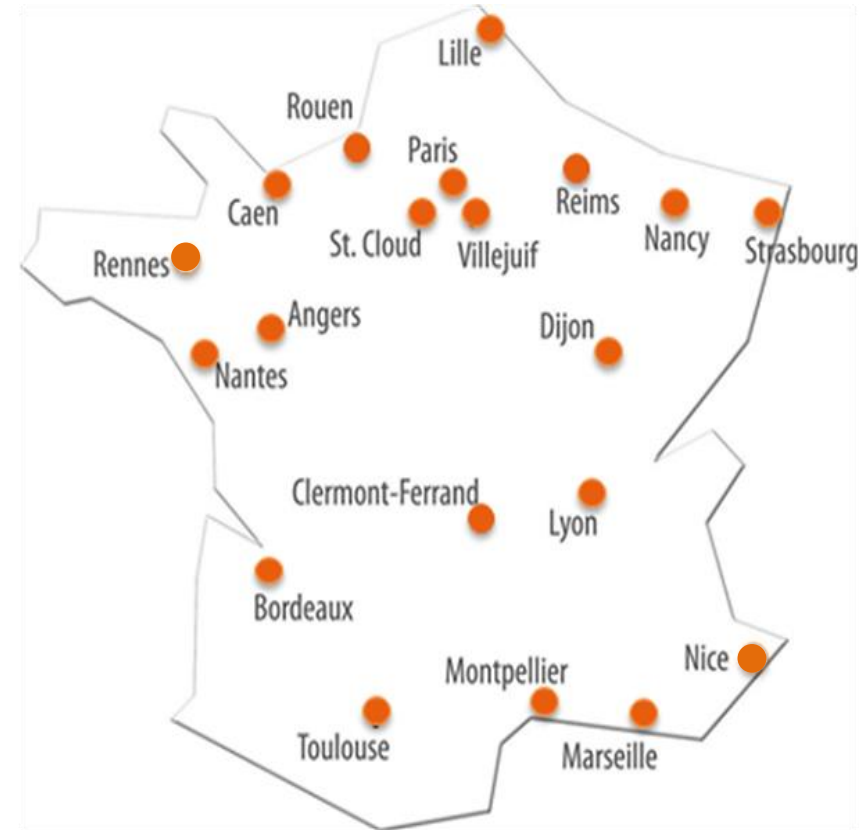 Lille
Rouen
Paris
Reims
Caen
St. Cloud
Villejuif
Nancy
Strasbourg
Rennes
Angers
Dijon
Nantes
Clermont-Ferrand
Lyon
Bordeaux
Nice
Montpellier
Toulouse
Marseille